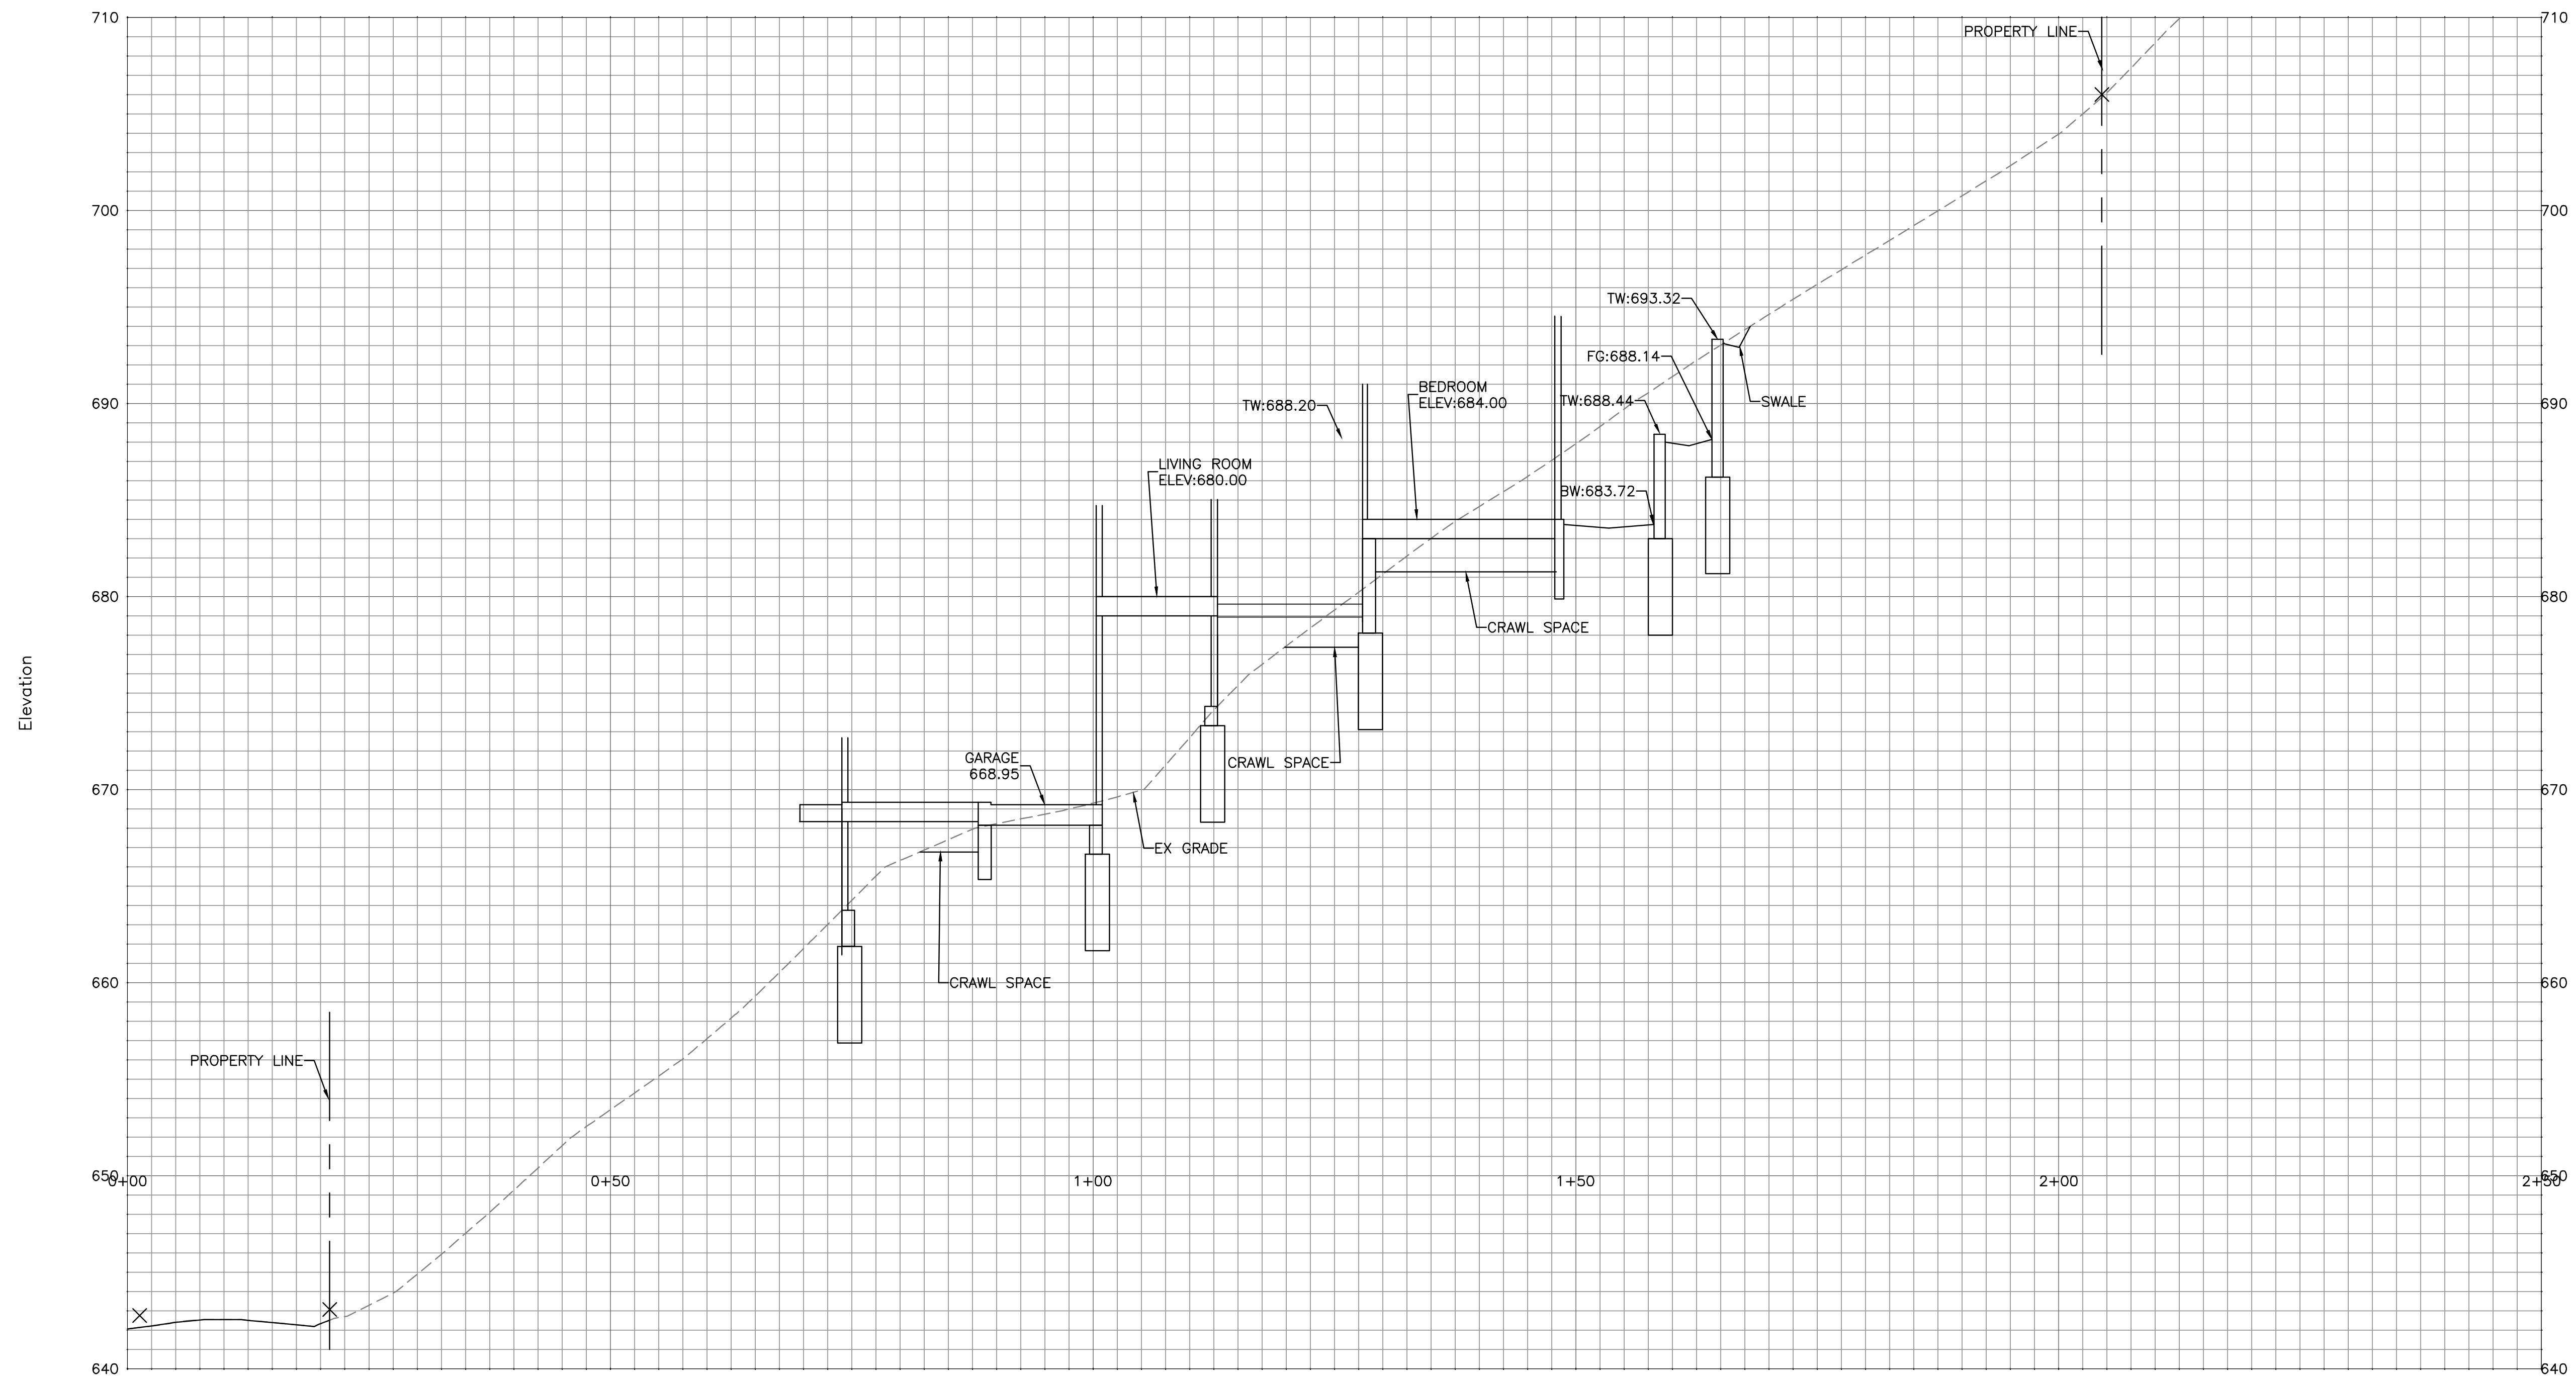 710
710
PROPERTY LINE
700
700
TW:693.32
FG:688.14
BEDROOM
ELEV:684.00
TW:688.20
TW:688.44
SWALE
690
690
LIVING ROOM
ELEV:680.00
BW:683.72
680
680
CRAWL SPACE
Elevation
GARAGE
668.95
CRAWL SPACE
670
670
EX GRADE
660
CRAWL SPACE
660
PROPERTY LINE
650
650
0+00
0+50
1+00
1+50
2+00
2+50
640
640